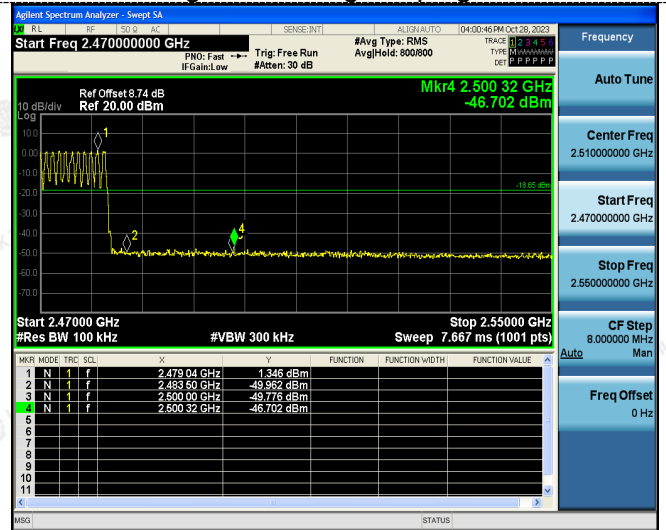 Agilent Spectrum Analyzer - Swept SA
LXI RL RF 50 Ω AC SENSE:INT ALIGNAUTO 04:00:46 PM Oct 28, 2023
Start Freq 2.470000000 GHz
PNO: Fast
IFGain:Low
Trig: Free Run
#Atten: 30 dB
#Avg Type: RMS
Avg|Hold: 800/800
TRACE 1 2 3 4 5 6
TYPE M
DET P P P P P P
Frequency
Mkr4 2.500 32 GHz
-46.702 dBm
Ref Offset 8.74 dB
10 dB/div Ref 20.00 dBm
Log
10.0
0.00
-10.0
-20.0
-30.0
-40.0
-50.0
-60.0
-70.0
1
2
4
-18.65 dBm
Start 2.47000 GHz Stop 2.55000 GHz
#Res BW 100 kHz #VBW 300 kHz Sweep 7.667 ms (1001 pts)
MKR MODE TRC SCL X Y FUNCTION FUNCTION WIDTH FUNCTION VALUE
1 N 1 f 2.479 04 GHz 1.346 dBm
2 N 1 f 2.483 50 GHz -49.962 dBm
3 N 1 f 2.500 00 GHz -49.776 dBm
4 N 1 f 2.500 32 GHz -46.702 dBm
5
6
7
8
9
10
11
MSG STATUS
Auto Tune
Center Freq
2.510000000 GHz
Start Freq
2.470000000 GHz
Stop Freq
2.550000000 GHz
CF Step
8.000000 MHz
Auto Man
Freq Offset
0 Hz